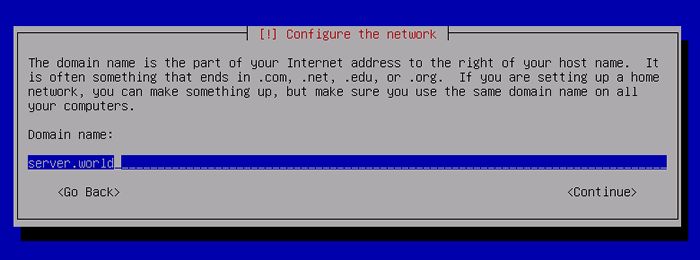 [!] Configure the network
The domain name is the part of your Internet address to the right of your host name.  It
is often something that ends in .com, .net, .edu, or .org.  If you are setting up a home
network, you can make something up, but make sure you use the same domain name on all
your computers.
Domain name:
server.world
<Go Back> <Continue>